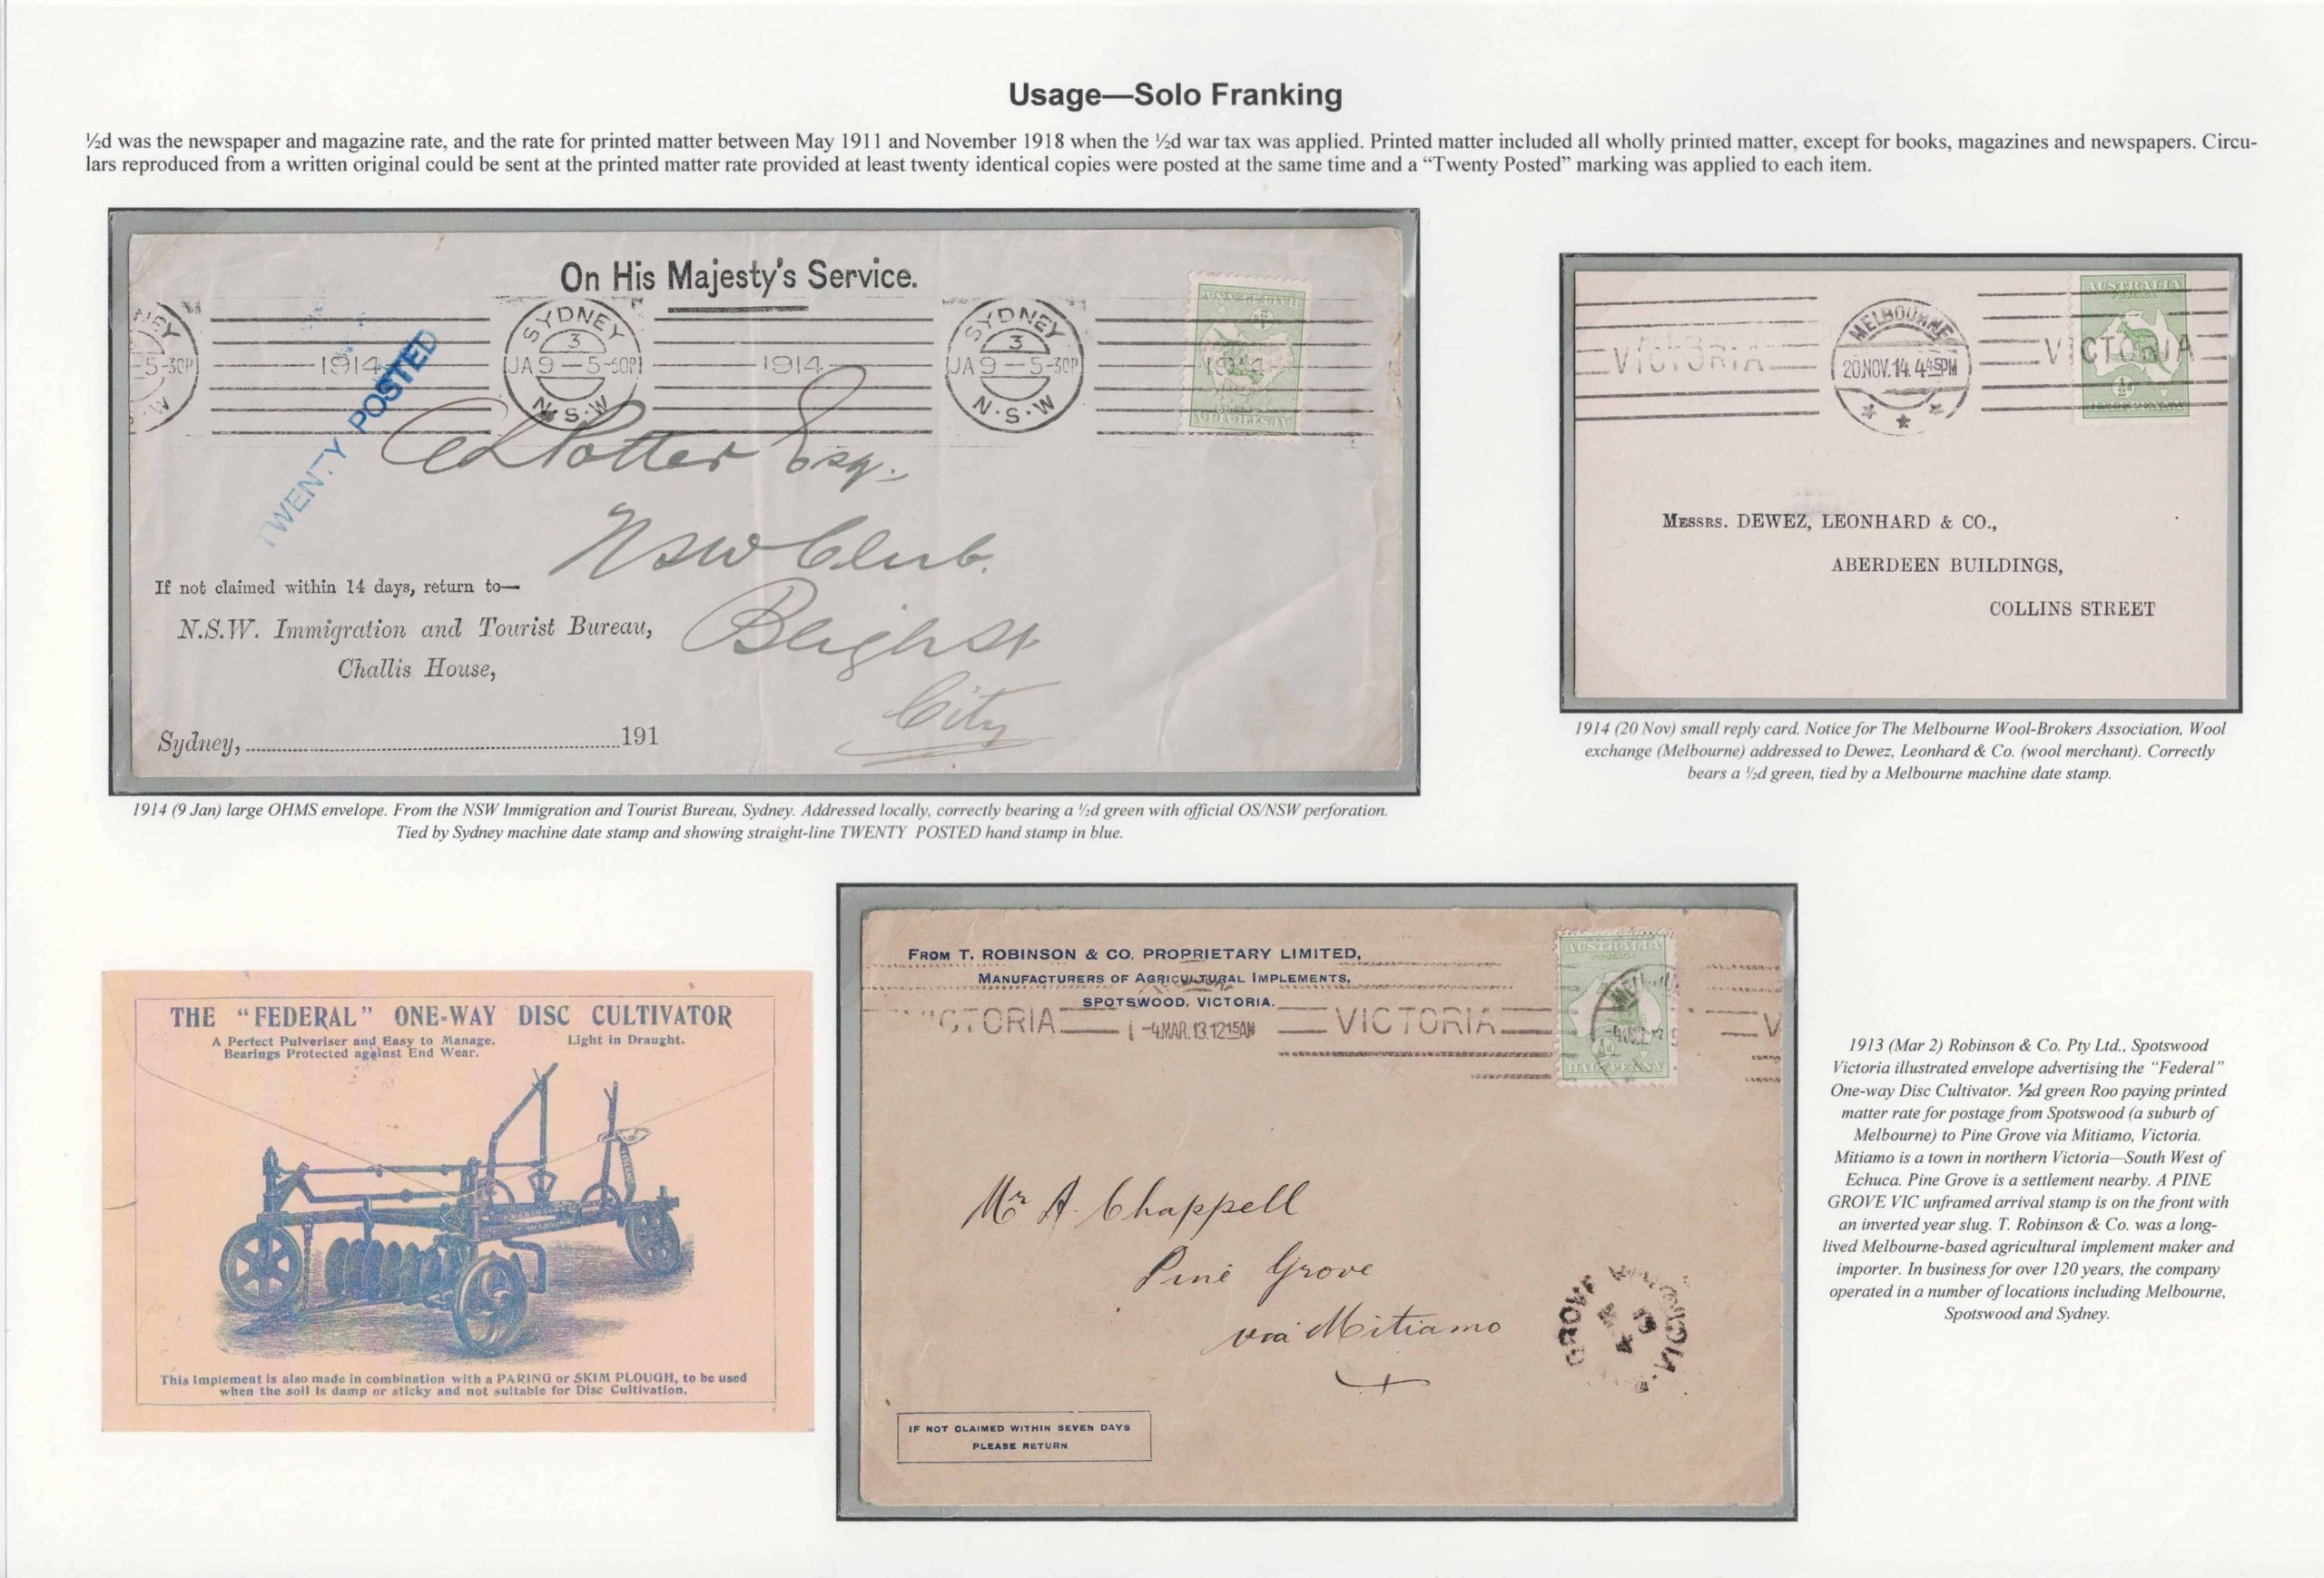 Usage—Solo Franking
½d was the newspaper and magazine rate, and the rate for printed matter between May 1911 and November 1918 when the ½d war tax was applied. Printed matter included all wholly printed matter, except for books, magazines and newspapers. Circu-
lars reproduced from a written original could be sent at the printed matter rate provided at least twenty identical copies were posted at the same time and a “Twenty Posted” marking was applied to each item.
On His Majesty's Service.
SYDNEY
3
JA 9 — 5-30P
N·S·W
1914
1914
SYDNEY
3
JA 9 — 5-30P
N·S·W
TWENTY POSTED
Potter Esq.,
NSW Club.
Bligh St
City
If not claimed within 14 days, return to—
N.S.W. Immigration and Tourist Bureau,
Challis House,
Sydney, 191
1914 (9 Jan) large OHMS envelope. From the NSW Immigration and Tourist Bureau, Sydney. Addressed locally, correctly bearing a ½d green with official OS/NSW perforation.
Tied by Sydney machine date stamp and showing straight-line TWENTY POSTED hand stamp in blue.
VICTORIA
MELBOURNE
20.NOV.14. 4.45PM
VICTORIA
AUSTRALIA
Messrs. DEWEZ, LEONHARD & CO.,
ABERDEEN BUILDINGS,
COLLINS STREET
1914 (20 Nov) small reply card. Notice for The Melbourne Wool-Brokers Association, Wool
exchange (Melbourne) addressed to Dewez, Leonhard & Co. (wool merchant). Correctly
bears a ½d green, tied by a Melbourne machine date stamp.
THE “FEDERAL” ONE-WAY DISC CULTIVATOR
A Perfect Pulveriser and Easy to Manage. Light in Draught.
Bearings Protected against End Wear.
This Implement is also made in combination with a PARING or SKIM PLOUGH, to be used
when the soil is damp or sticky and not suitable for Disc Cultivation.
From T. ROBINSON & CO. PROPRIETARY LIMITED,
Manufacturers of Agricultural Implements,
SPOTSWOOD, VICTORIA.
VICTORIA
-4.MAR.13.12.15AM
VICTORIA
AUSTRALIA
POSTAGE
½d
HALFPENNY
Mr A. Chappell
Pine Grove
via Mitiamo
GROVE
IF NOT CLAIMED WITHIN SEVEN DAYS
PLEASE RETURN
1913 (Mar 2) Robinson & Co. Pty Ltd., Spotswood
Victoria illustrated envelope advertising the “Federal”
One-way Disc Cultivator. ½d green Roo paying printed
matter rate for postage from Spotswood (a suburb of
Melbourne) to Pine Grove via Mitiamo, Victoria.
Mitiamo is a town in northern Victoria—South West of
Echuca. Pine Grove is a settlement nearby. A PINE
GROVE VIC unframed arrival stamp is on the front with
an inverted year slug. T. Robinson & Co. was a long-
lived Melbourne-based agricultural implement maker and
importer. In business for over 120 years, the company
operated in a number of locations including Melbourne,
Spotswood and Sydney.